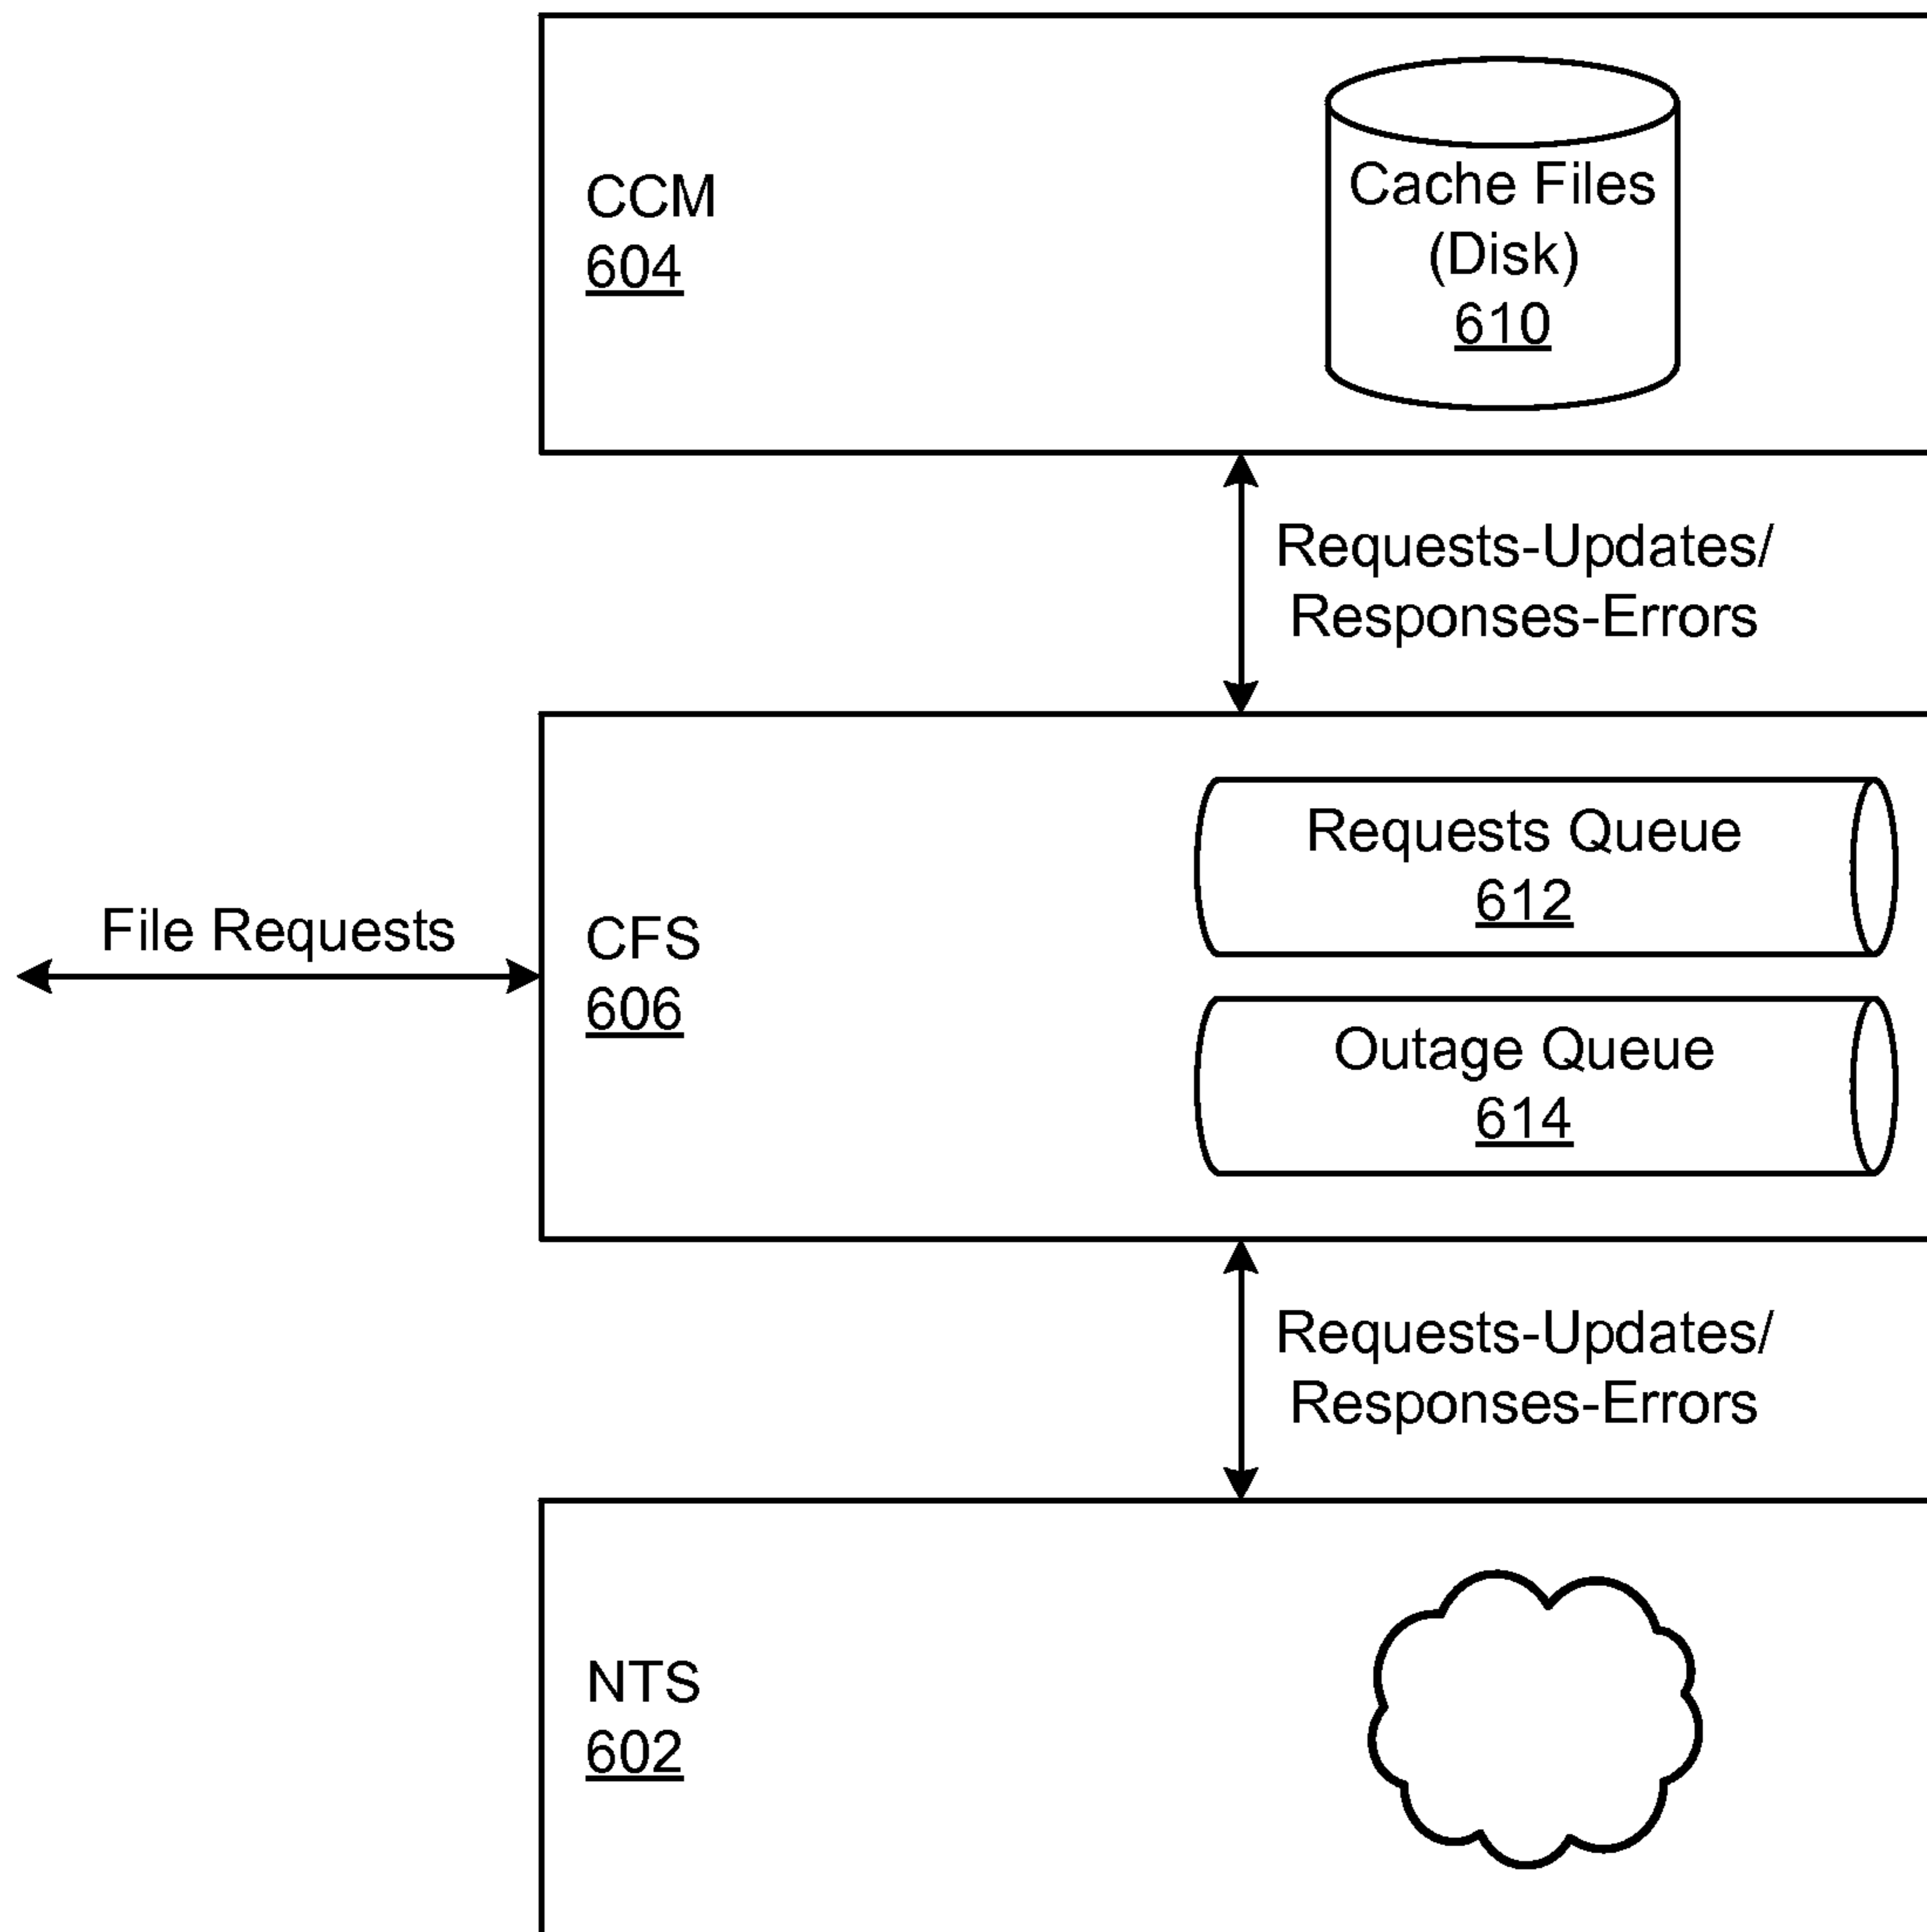 CCM
604
Cache Files
(Disk)
610
Requests-Updates/
Responses-Errors
File Requests
CFS
606
Requests Queue
612
Outage Queue
614
Requests-Updates/
Responses-Errors
NTS
602